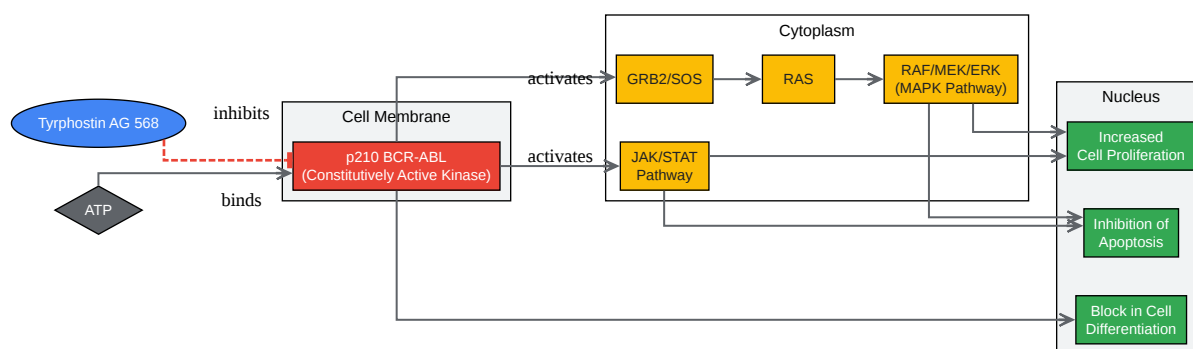 Cytoplasm
activates
GRB2/SOS
RAS
RAF/MEK/ERK
(MAPK Pathway)
Nucleus
Tyrphostin AG 568
inhibits
Cell Membrane
Increased
Cell Proliferation
p210 BCR-ABL
(Constitutively Active Kinase)
activates
JAK/STAT
Pathway
binds
ATP
Inhibition of
Apoptosis
Block in Cell
Differentiation